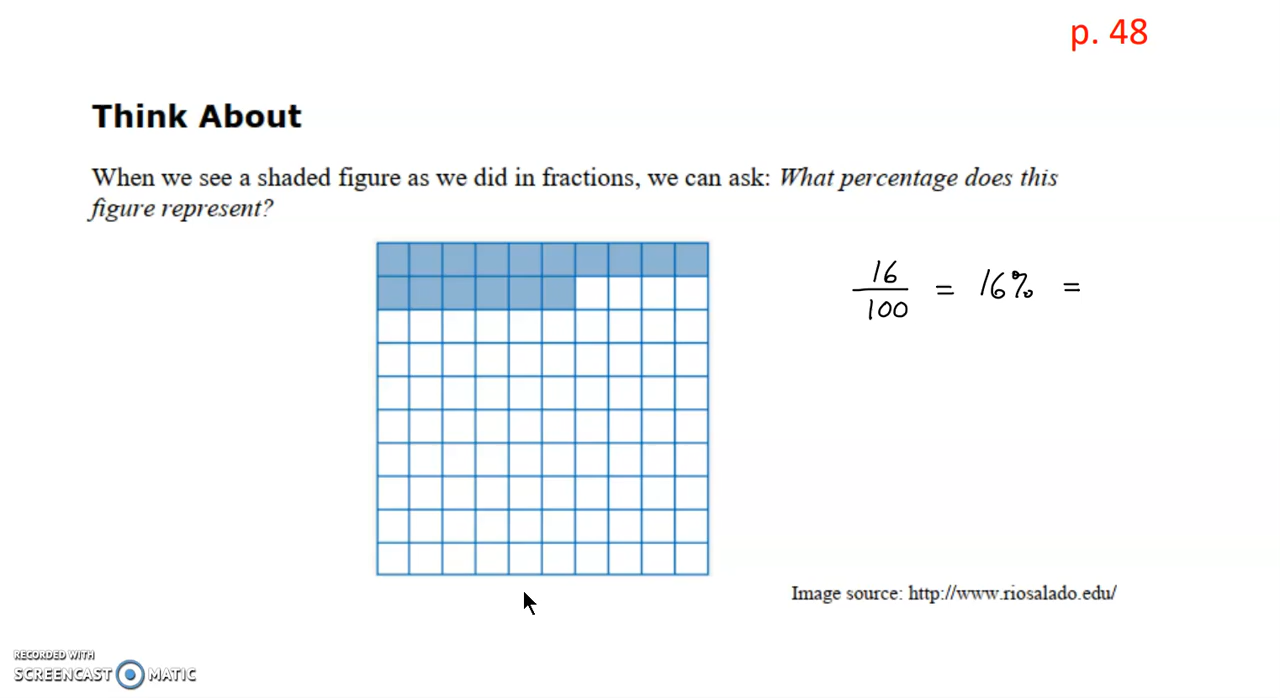 p. 48
Think About
When we see a shaded figure as we did in fractions, we can ask: What percentage does this
figure represent?
16
100
= 16% =
Image source: http://www.riosalado.edu/
RECORDED WITH
SCREENCAST MATIC